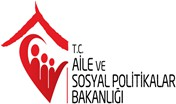 T.C.
AİLE VE
SOSYAL POLİTİKALAR
BAKANLIĞI